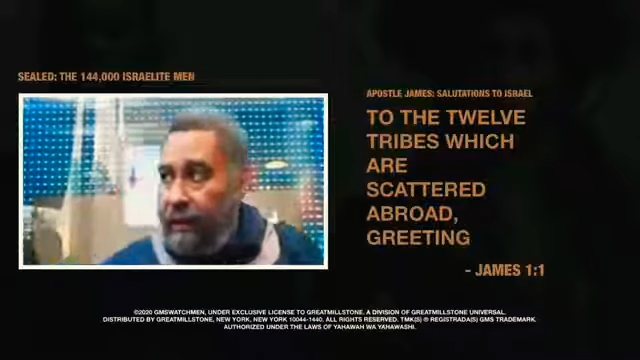 SEALED: THE 144,000 ISRAELITE MEN
APOSTLE JAMES: SALUTATIONS TO ISRAEL
TO THE TWELVE
TRIBES WHICH
ARE
SCATTERED
ABROAD,
GREETING
- JAMES 1:1
©2020 GMSWATCHMEN, UNDER EXCLUSIVE LICENSE TO GREATMILLSTONE. A DIVISION OF GREATMILLSTONE UNIVERSAL.
DISTRIBUTED BY GREATMILLSTONE, NEW YORK, NEW YORK 10044-1440. ALL RIGHTS RESERVED. TMK(S) ® REGISTRADA(S) GMS TRADEMARK.
AUTHORIZED UNDER THE LAWS OF YAHAWAH WA YAHAWASHI.